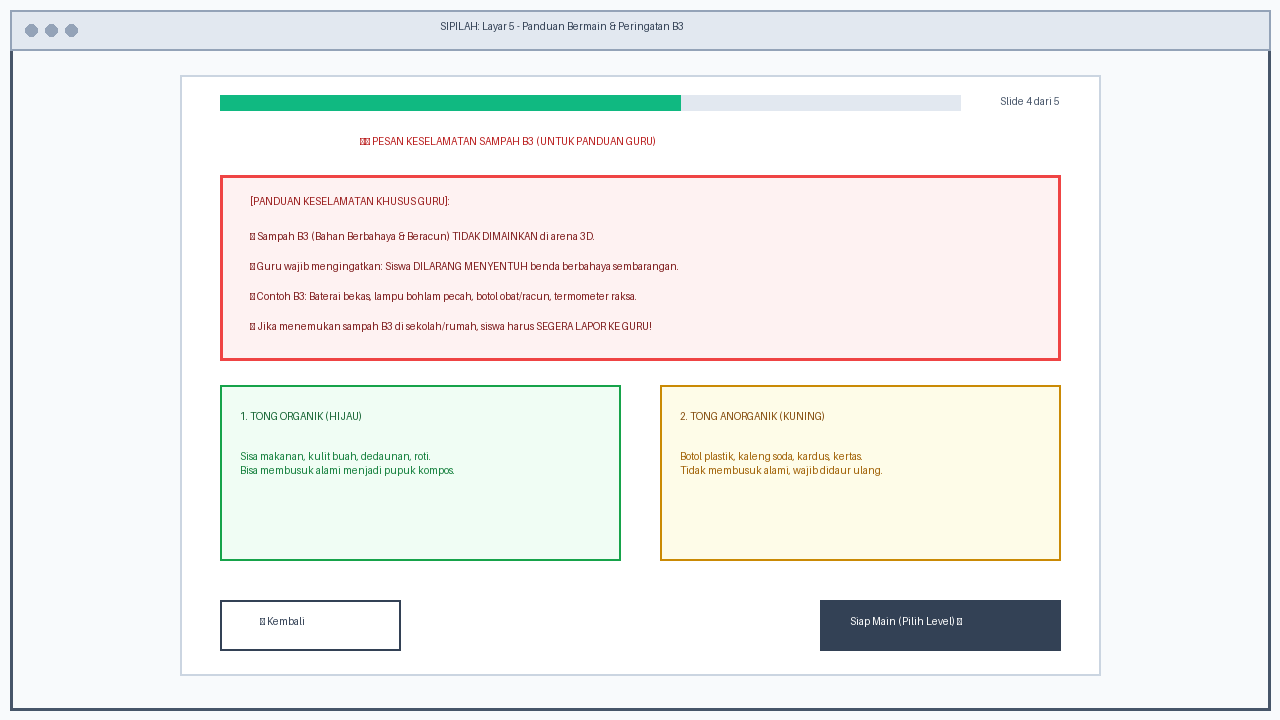 SIPILAH: Layar 5 - Panduan Bermain & Peringatan B3
Slide 4 dari 5
PESAN KESELAMATAN SAMPAH B3 (UNTUK PANDUAN GURU)
[PANDUAN KESELAMATAN KHUSUS GURU]:
Sampah B3 (Bahan Berbahaya & Beracun) TIDAK DIMAINKAN di arena 3D.
Guru wajib mengingatkan: Siswa DILARANG MENYENTUH benda berbahaya sembarangan.
Contoh B3: Baterai bekas, lampu bohlam pecah, botol obat/racun, termometer raksa.
Jika menemukan sampah B3 di sekolah/rumah, siswa harus SEGERA LAPOR KE GURU!
1. TONG ORGANIK (HIJAU)
Sisa makanan, kulit buah, dedaunan, roti.
Bisa membusuk alami menjadi pupuk kompos.
2. TONG ANORGANIK (KUNING)
Botol plastik, kaleng soda, kardus, kertas.
Tidak membusuk alami, wajib didaur ulang.
Kembali
Siap Main (Pilih Level)